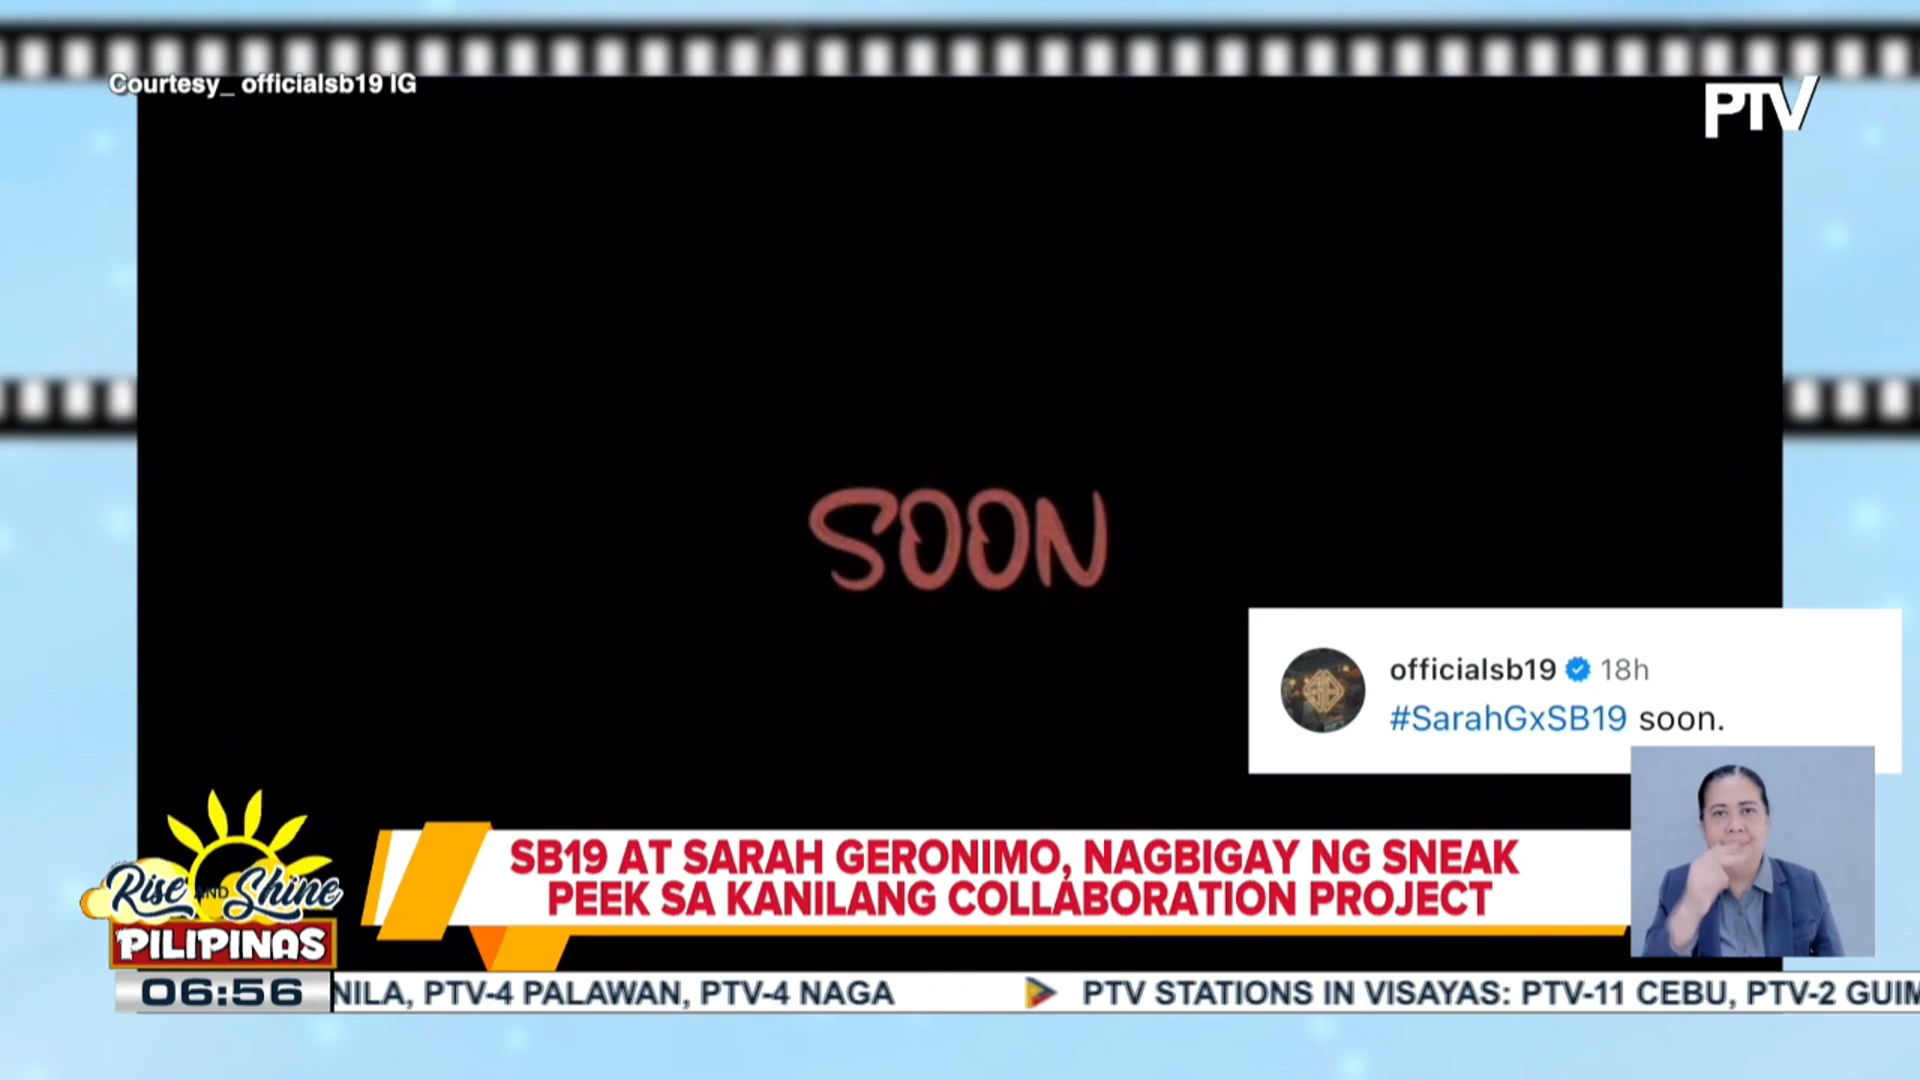 Courtesy_ officialsb19 IG
PTV
SOON
officialsb19 18h
#SarahGxSB19 soon.
SB19 AT SARAH GERONIMO, NAGBIGAY NG SNEAK
PEEK SA KANILANG COLLABORATION PROJECT
Rise AND Shine
PILIPINAS
06:56
NILA, PTV-4 PALAWAN, PTV-4 NAGA PTV STATIONS IN VISAYAS: PTV-11 CEBU, PTV-2 GUIM